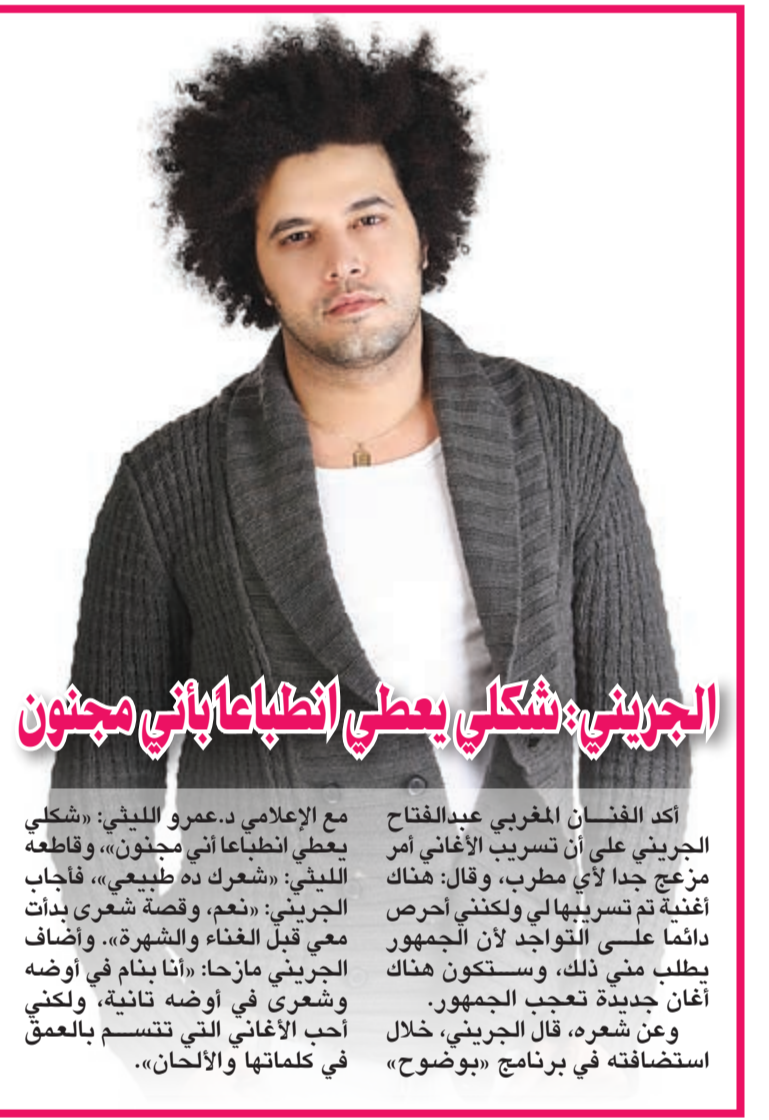 الجريني: شكلي يعطي انطباعاً بأني مجنون
أكد الفنـــان المغربي عبدالفتاح
الجريني على أن تسريب الأغاني أمر
مزعج جدا لأي مطرب، وقال: هناك
أغنية تم تسريبها لي ولكنني أحرص
دائما علـــى التواجد لأن الجمهور
يطلب مني ذلك، وســـتكون هناك
أغان جديدة تعجب الجمهور.
وعن شعره، قال الجريني، خلال
استضافته في برنامج «بوضوح»
مع الإعلامي د.عمرو الليثي: «شكلي
يعطي انطباعا أني مجنون»، وقاطعه
الليثي: «شعرك ده طبيعي»، فأجاب
الجريني: «نعم، وقصة شعرى بدأت
معي قبل الغناء والشهرة». وأضاف
الجريني مازحا: «أنا بنام في أوضه
وشعرى في أوضه تانية، ولكني
أحب الأغاني التي تتســـم بالعمق
في كلماتها والألحان».